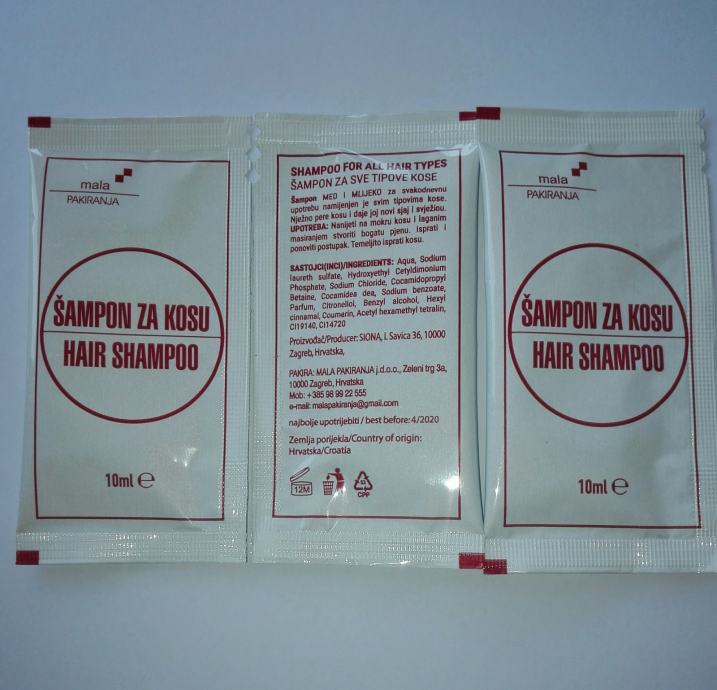 mala
PAKIRANJA
ŠAMPON ZA KOSU
HAIR SHAMPOO
10ml ℮
SHAMPOO FOR ALL HAIR TYPES
ŠAMPON ZA SVE TIPOVE KOSE
Šampon MED I MLIJEKO za svakodnevnu
upotrebu namijenjen je svim tipovima kose.
Nježno pere kosu i daje joj novi sjaj i svježiou.
UPOTREBA: Nanijeti na mokru kosu i laganim
masiranjem stvoriti bogatu pjenu. Isprati i
ponoviti postupak. Temeljito isprati kosu.
SASTOJCI(INCI)/INGREDIENTS: Aqua, Sodium
laureth sulfate, Hydroxyethyl Cetyldimonium
Phosphate, Sodium Chloride, Cocamidopropyl
Betaine, Cocamidea dea, Sodium benzoate,
Parfum, Citronellol, Benzyl alcohol, Hexyl
cinnamal, Coumarin, Acetyl hexamethyl tetralin,
CI19140, CI14720
Proizvođač/Producer: SIONA, I. Savica 36, 10000
Zagreb, Hrvatska,
PAKIRA: MALA PAKIRANJA j.d.o.o., Zeleni trg 3a,
10000 Zagreb, Hrvatska
Mob: +385 98 99 22 555
e-mail: malapakiranja@gmail.com
najbolje upotrijebiti / best before: 4/2020
Zemlja porijekla/Country of origin:
Hrvatska/Croatia
12M
CPP
mala
PAKIRANJA
ŠAMPON ZA KOSU
HAIR SHAMPOO
10ml ℮